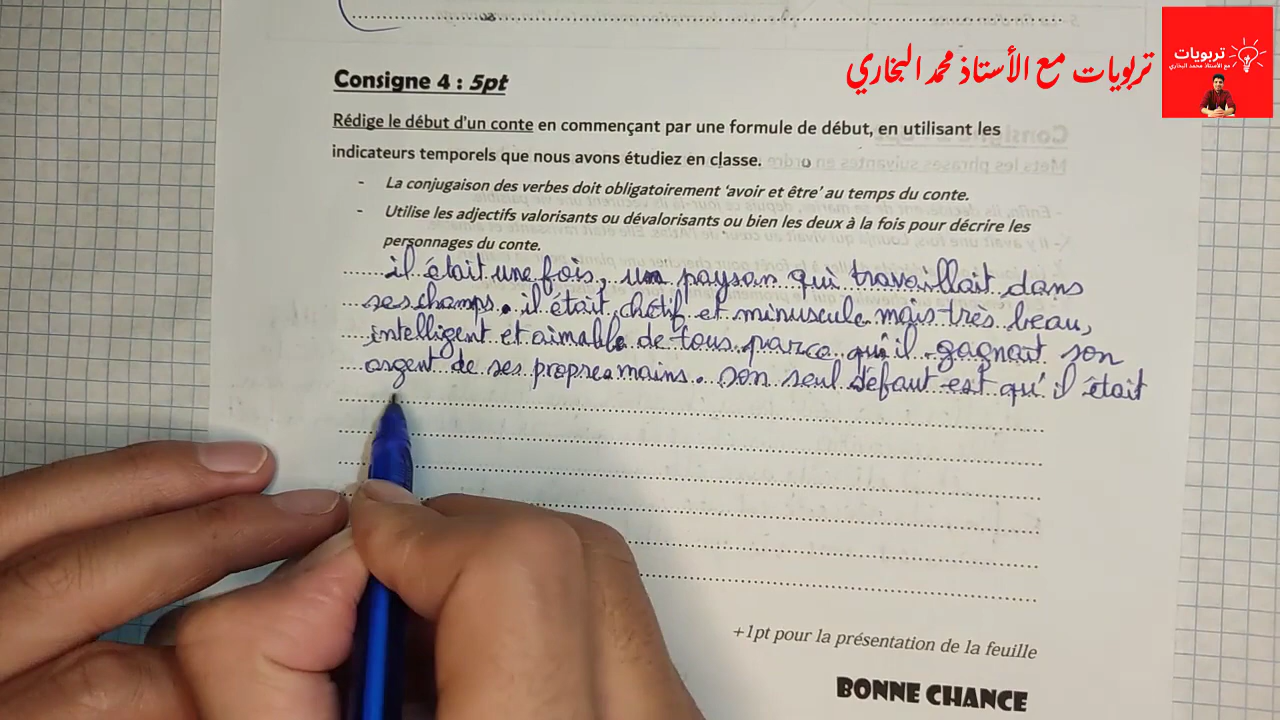 تربويات مع الأستاذ محمد البخاري
تربويات
مع الأستاذ محمد البخاري
Consigne 4 : 5pt
Rédige le début d'un conte en commençant par une formule de début, en utilisant les
indicateurs temporels que nous avons étudiez en classe.
- La conjugaison des verbes doit obligatoirement 'avoir et être' au temps du conte.
- Utilise les adjectifs valorisants ou dévalorisants ou bien les deux à la fois pour décrire les
personnages du conte.
il était une fois, un paysan qui travaillait dans
ses champs. il était chétif et minuscule mais très beau,
intelligent et aimable de tous parce qu'il gagnait son
argent de ses propres mains. son seul défaut est qu'il était
+1pt pour la présentation de la feuille
BONNE CHANCE